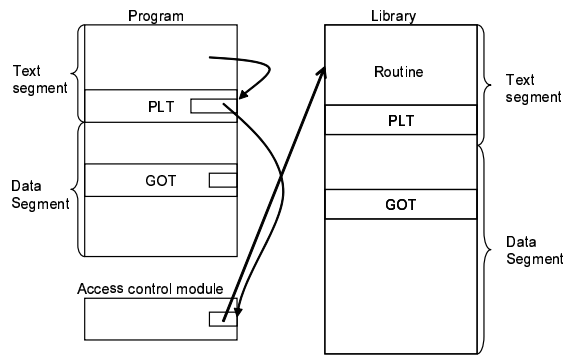 Program
Text
segment
PLT
Data
Segment
GOT
Access control module
Library
Routine
Text
segment
PLT
GOT
Data
Segment